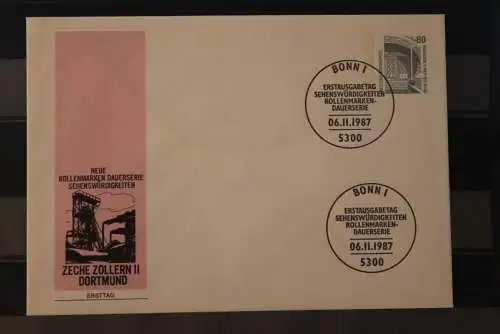 NEUE
ROLLENMARKEN DAUERSERIE
SEHENSWÜRDIGKEITEN
ZECHE ZOLLERN II
DORTMUND
ERSTTAG
60
BONN 1
ERSTAUSGABETAG
SEHENSWÜRDIGKEITEN
ROLLENMARKEN-
DAUERSERIE
06.11.1987
5300
BONN 1
ERSTAUSGABETAG
SEHENSWÜRDIGKEITEN
ROLLENMARKEN-
DAUERSERIE
06.11.1987
5300